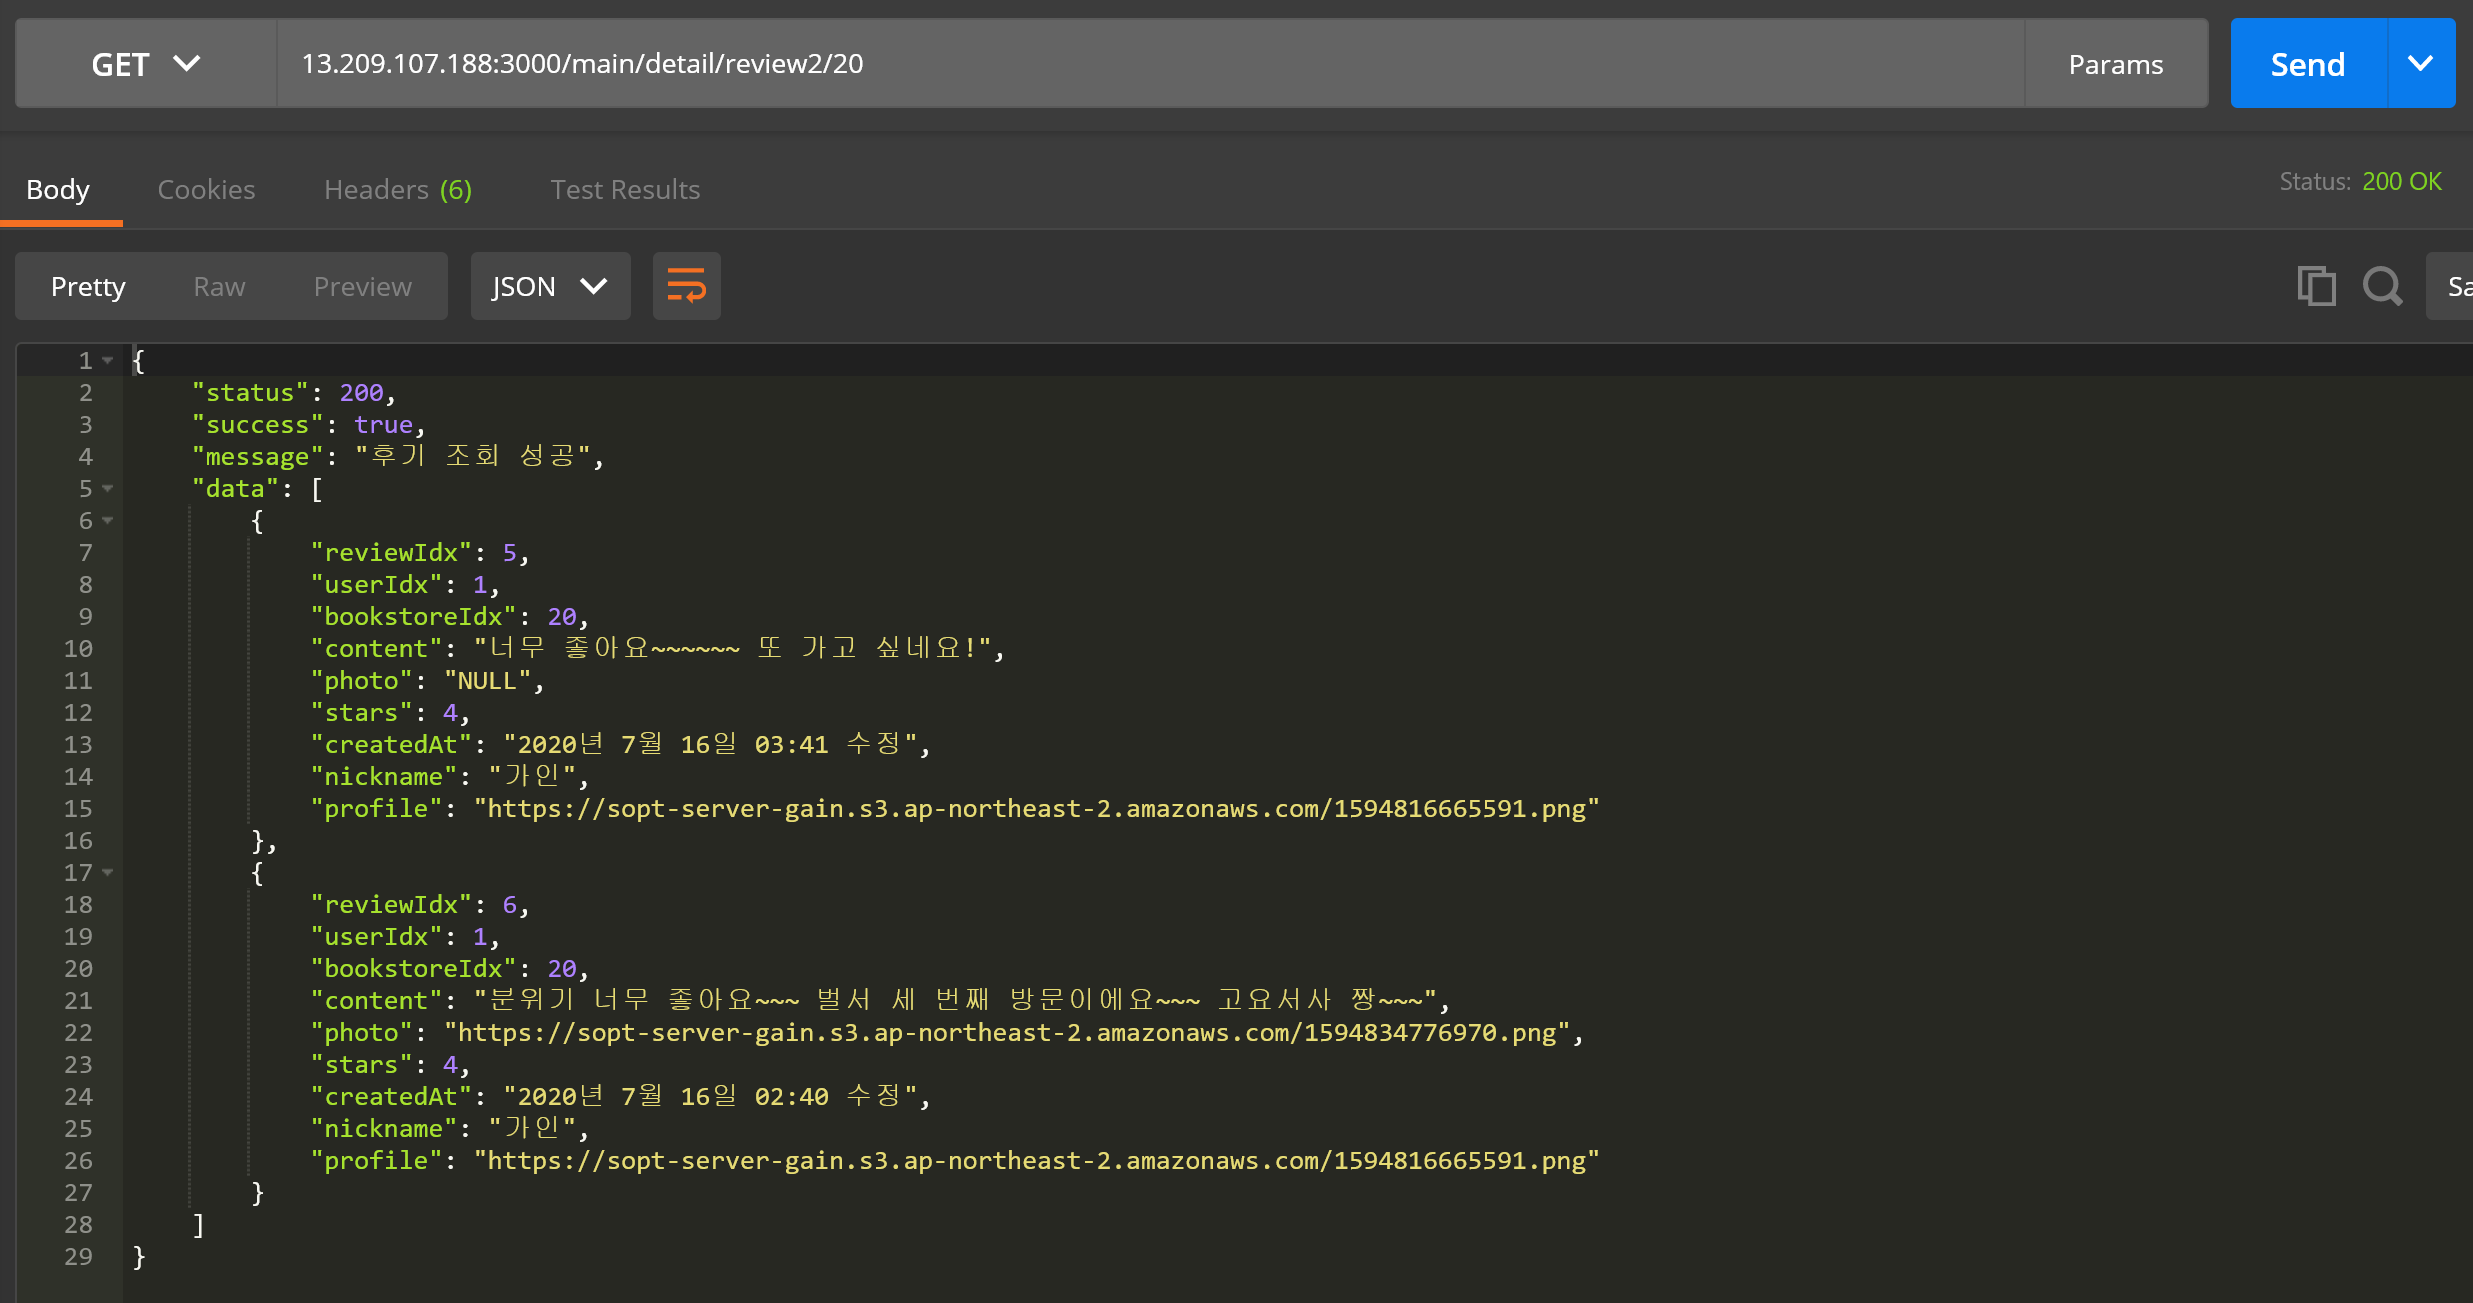 GET 13.209.107.188:3000/main/detail/review2/20 Params Send
Body Cookies Headers (6) Test Results Status: 200 OK
Pretty Raw Preview JSON Sa
1 {
2 "status": 200,
3 "success": true,
4 "message": "후기 조회 성공",
5 "data": [
6 {
7 "reviewIdx": 5,
8 "userIdx": 1,
9 "bookstoreIdx": 20,
10 "content": "너무 좋아요~~~~~~ 또 가고 싶네요!",
11 "photo": "NULL",
12 "stars": 4,
13 "createdAt": "2020년 7월 16일 03:41 수정",
14 "nickname": "가인",
15 "profile": "https://sopt-server-gain.s3.ap-northeast-2.amazonaws.com/1594816665591.png"
16 },
17 {
18 "reviewIdx": 6,
19 "userIdx": 1,
20 "bookstoreIdx": 20,
21 "content": "분위기 너무 좋아요~~~ 벌서 세 번째 방문이에요~~~ 고요서사 짱~~~",
22 "photo": "https://sopt-server-gain.s3.ap-northeast-2.amazonaws.com/1594834776970.png",
23 "stars": 4,
24 "createdAt": "2020년 7월 16일 02:40 수정",
25 "nickname": "가인",
26 "profile": "https://sopt-server-gain.s3.ap-northeast-2.amazonaws.com/1594816665591.png"
27 }
28 ]
29 }